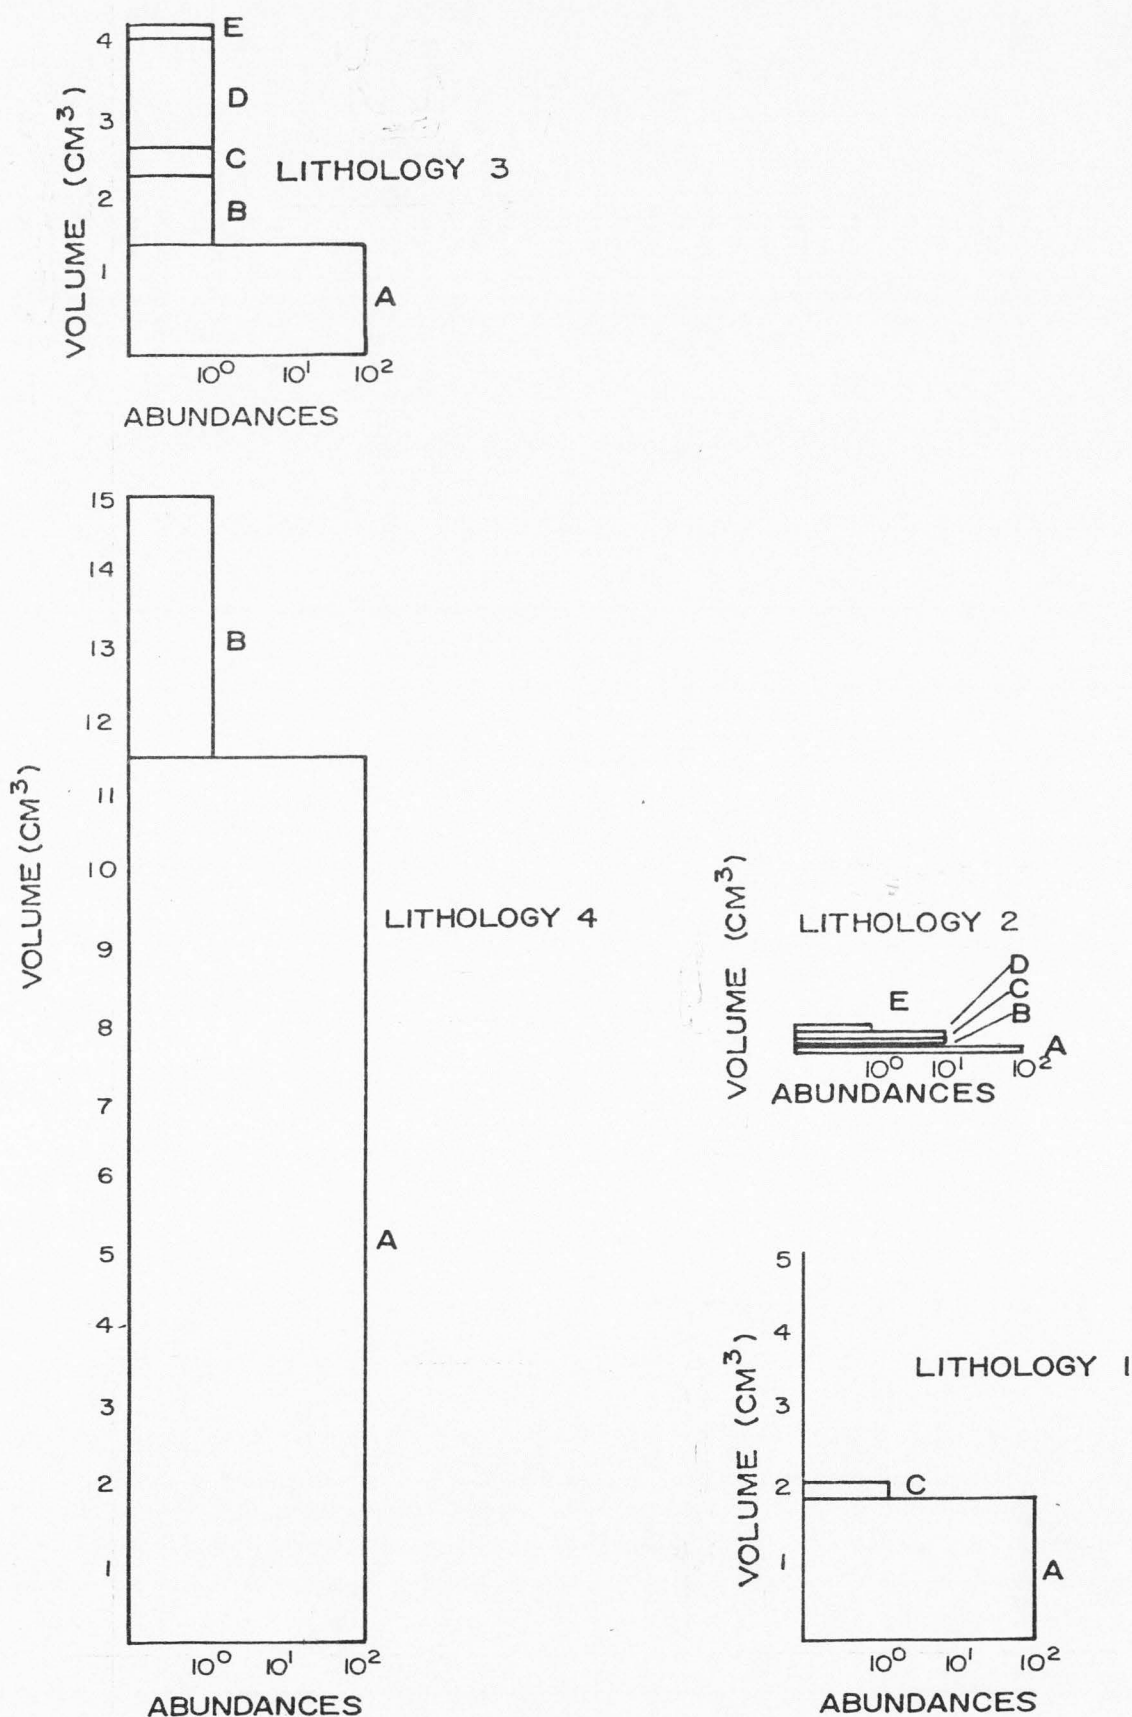 E
4
D
3
C
LITHOLOGY 3
2
B
1
A
VOLUME (CM³)
10⁰ 10¹ 10²
ABUNDANCES
15
14
13
B
12
11
10
LITHOLOGY 4
9
8
7
6
5
A
4
3
2
1
VOLUME (CM³)
10⁰ 10¹ 10²
ABUNDANCES
LITHOLOGY 2
VOLUME (CM³)
D
C
E
B
A
10⁰ 10¹ 10²
ABUNDANCES
5
4
LITHOLOGY 1
3
2
C
1
A
VOLUME (CM³)
10⁰ 10¹ 10²
ABUNDANCES